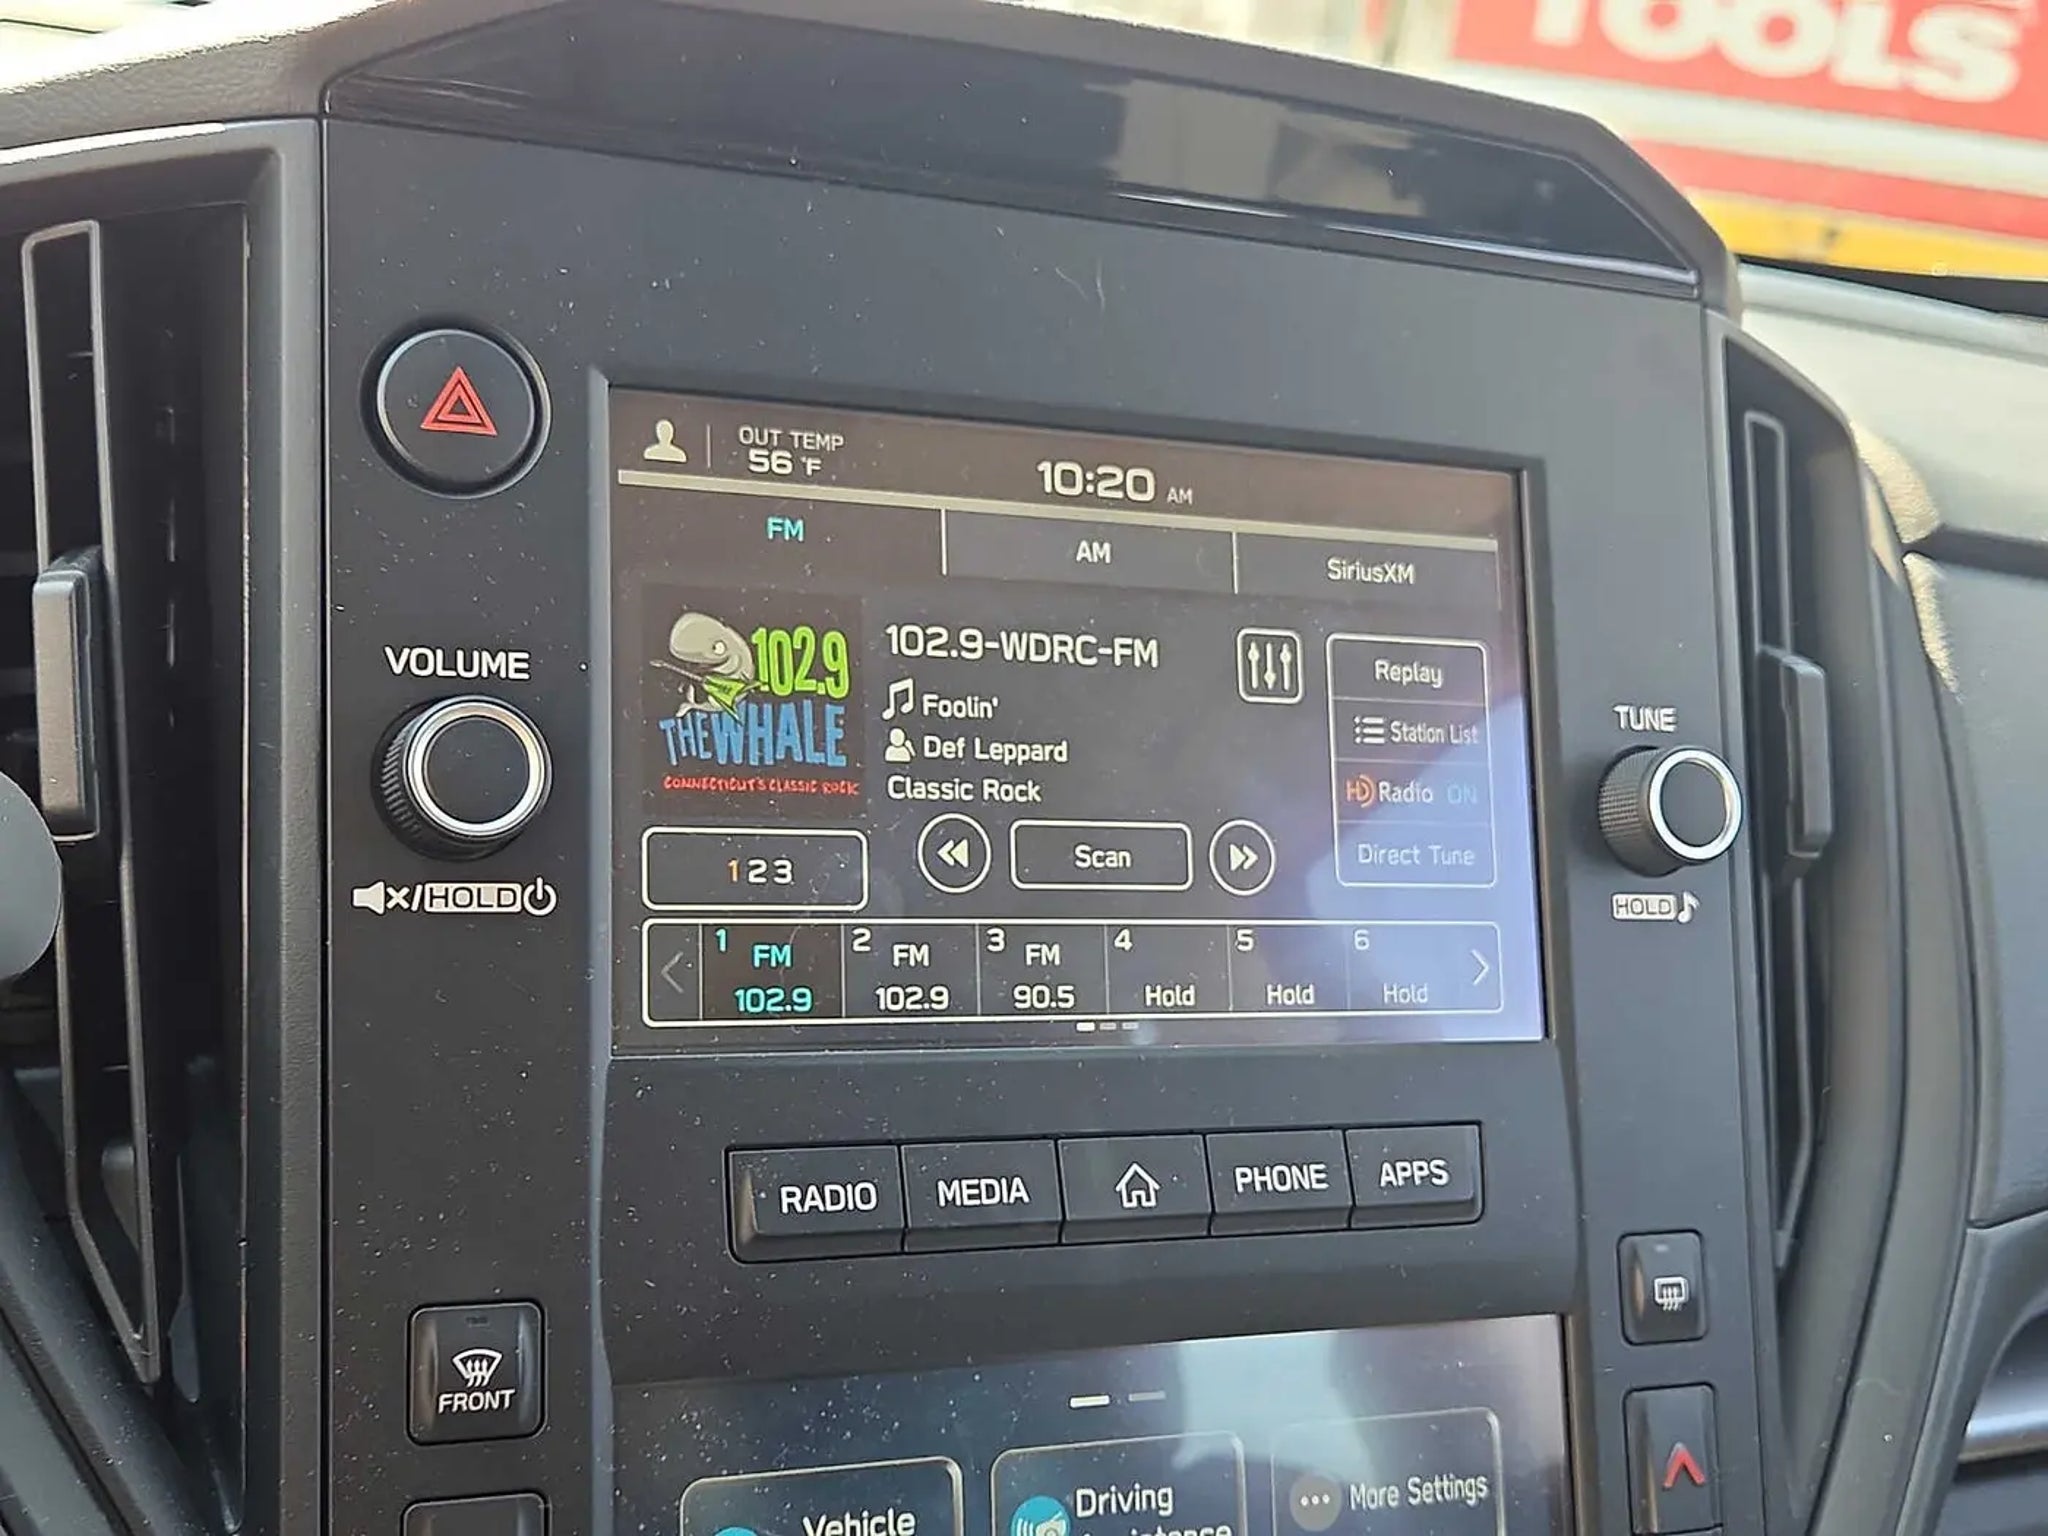 TOOLS
OUT TEMP
56 °F
10:20 AM
FM
AM
SiriusXM
102.9
THE WHALE
CONNECTICUT'S CLASSIC ROCK
102.9-WDRC-FM
Foolin'
Def Leppard
Classic Rock
Replay
Station List
HD Radio ON
Direct Tune
1 2 3
Scan
1 FM 102.9
2 FM 102.9
3 FM 90.5
4 Hold
5 Hold
6 Hold
VOLUME
/HOLD
TUNE
HOLD
RADIO
MEDIA
PHONE
APPS
FRONT
Vehicle
Driving
More Settings